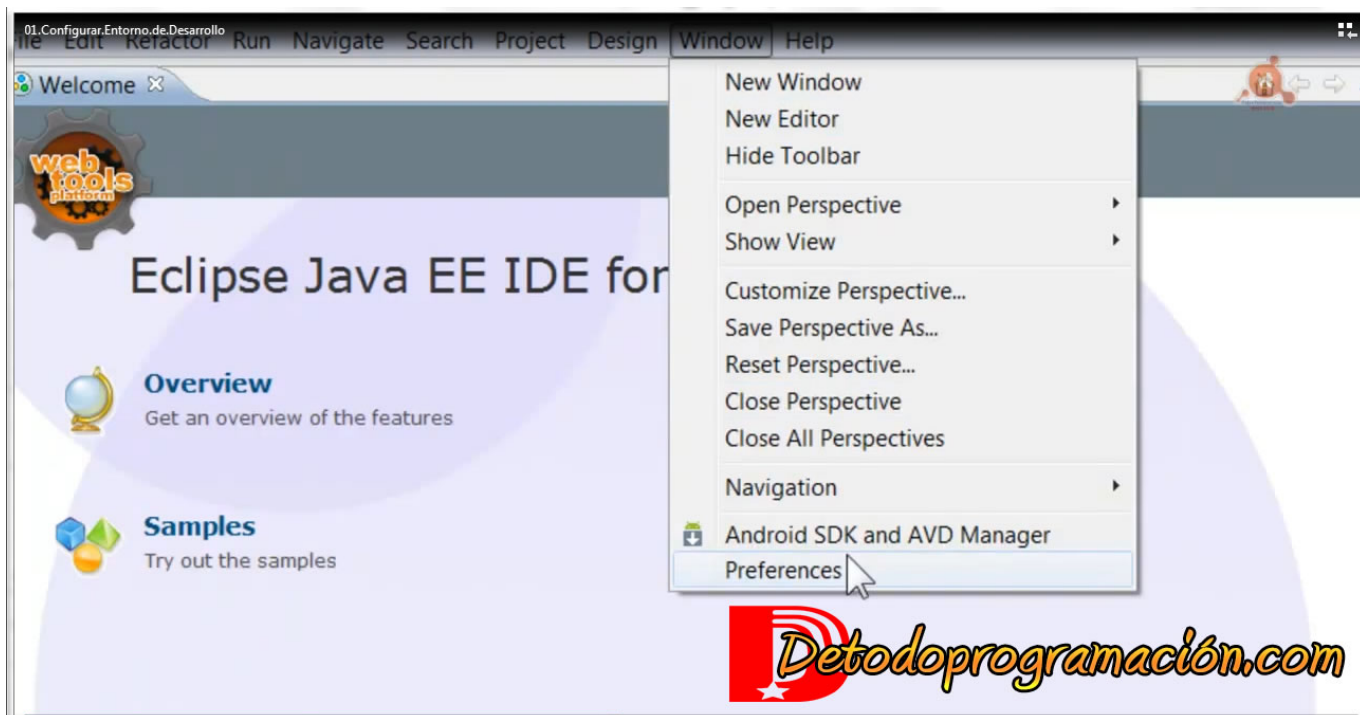 01.Configurar.Entorno.de.Desarrollo
File Edit Refactor Run Navigate Search Project Design Window Help
Welcome
web
tools
platform
Eclipse Java EE IDE for
Overview
Get an overview of the features
Samples
Try out the samples
New Window
New Editor
Hide Toolbar
Open Perspective
Show View
Customize Perspective...
Save Perspective As...
Reset Perspective...
Close Perspective
Close All Perspectives
Navigation
Android SDK and AVD Manager
Preferences
Detodoprogramación.com